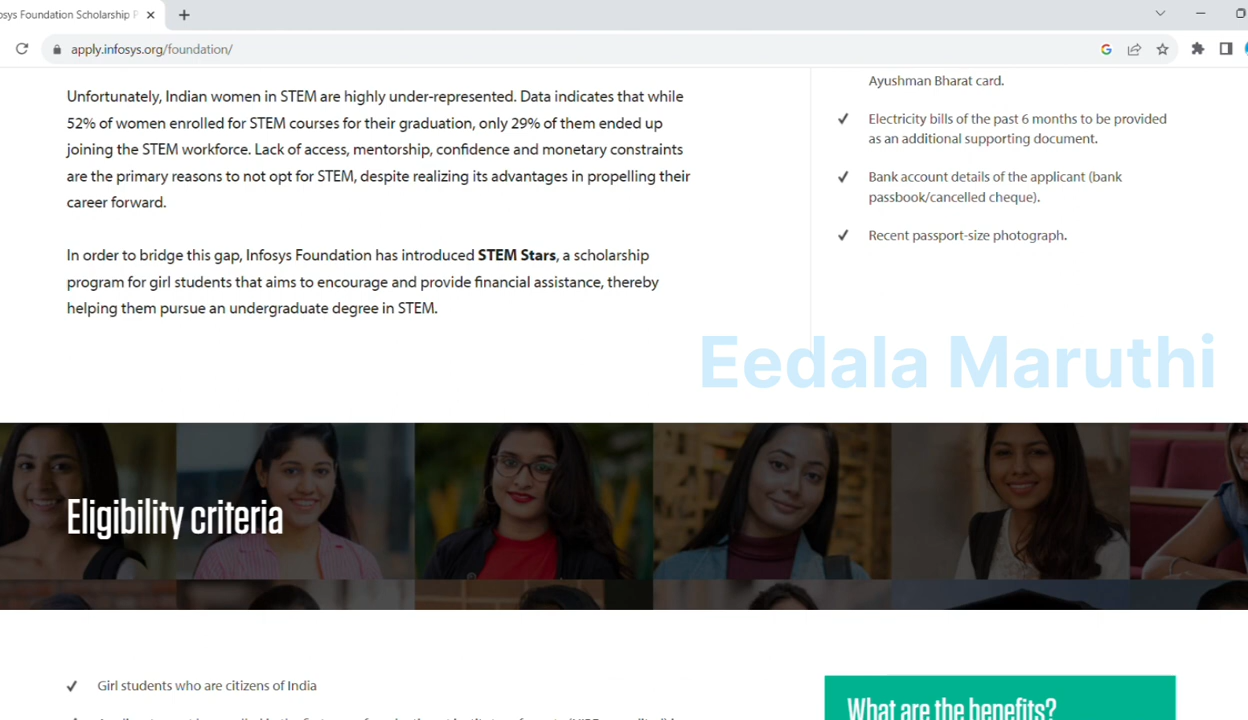 osys Foundation Scholarship P
apply.infosys.org/foundation/
Unfortunately, Indian women in STEM are highly under-represented. Data indicates that while
52% of women enrolled for STEM courses for their graduation, only 29% of them ended up
joining the STEM workforce. Lack of access, mentorship, confidence and monetary constraints
are the primary reasons to not opt for STEM, despite realizing its advantages in propelling their
career forward.
In order to bridge this gap, Infosys Foundation has introduced STEM Stars, a scholarship
program for girl students that aims to encourage and provide financial assistance, thereby
helping them pursue an undergraduate degree in STEM.
Ayushman Bharat card.
Electricity bills of the past 6 months to be provided
as an additional supporting document.
Bank account details of the applicant (bank
passbook/cancelled cheque).
Recent passport-size photograph.
Eedala Maruthi
Eligibility criteria
Girl students who are citizens of India
What are the benefits?